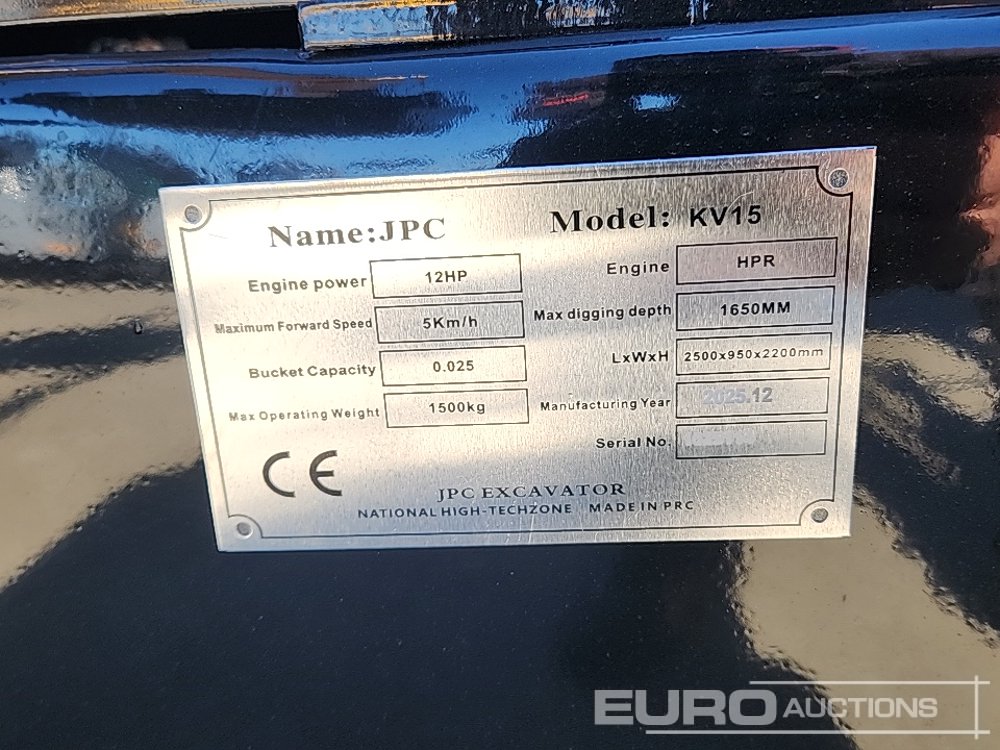 Name:JPC Model: KV15
Engine power 12HP Engine HPR
Maximum Forward Speed 5Km/h Max digging depth 1650MM
Bucket Capacity 0.025 LxWxH 2500x950x2200mm
Max Operating Weight 1500kg Manufacturing Year 2025.12
Serial No.
CE
JPC EXCAVATOR
NATIONAL HIGH-TECHZONE MADE IN PRC
EURO AUCTIONS